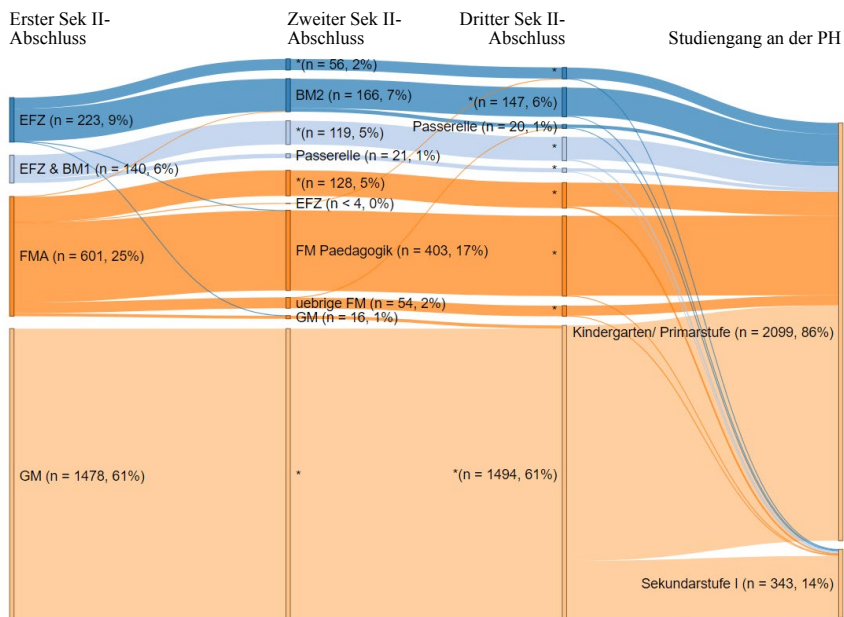 Erster Sek II-
Abschluss
Zweiter Sek II-
Abschluss
Dritter Sek II-
Abschluss
Studiengang an der PH
EFZ (n = 223, 9%)
EFZ & BM1 (n = 140, 6%)
FMA (n = 601, 25%)
GM (n = 1478, 61%)
*(n = 56, 2%)
BM2 (n = 166, 7%)
*(n = 119, 5%)
Passerelle (n = 21, 1%)
*(n = 128, 5%)
EFZ (n < 4, 0%)
FM Paedagogik (n = 403, 17%)
uebrige FM (n = 54, 2%)
GM (n = 16, 1%)
*
*
*(n = 147, 6%)
Passerelle (n = 20, 1%)
*
*
*
*
*
*(n = 1494, 61%)
Kindergarten/ Primarstufe (n = 2099, 86%)
Sekundarstufe I (n = 343, 14%)